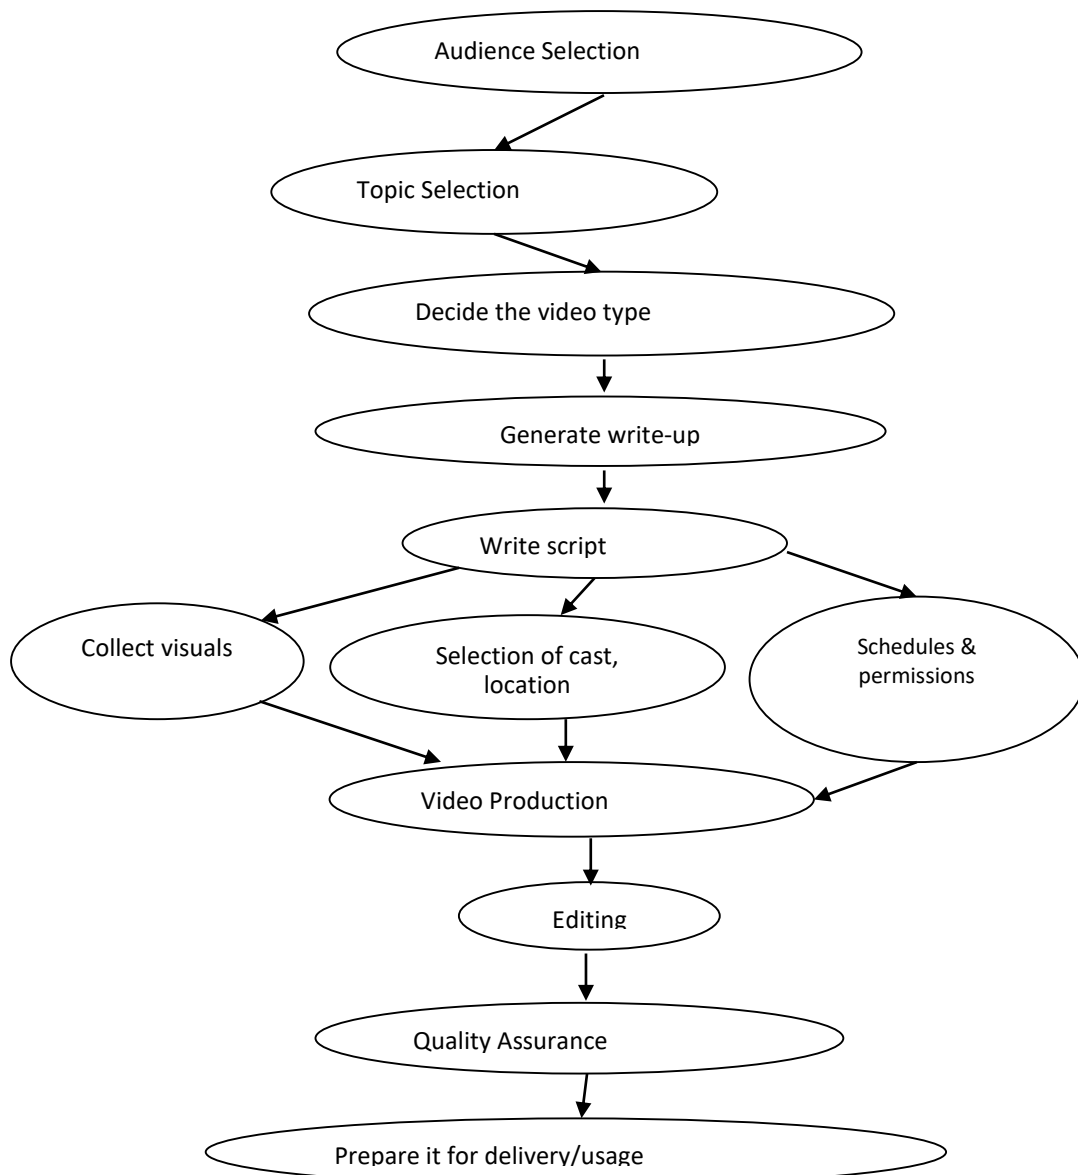 Audience Selection
Topic Selection
Decide the video type
Generate write-up
Write script
Collect visuals
Selection of cast,
location
Schedules &
permissions
Video Production
Editing
Quality Assurance
Prepare it for delivery/usage